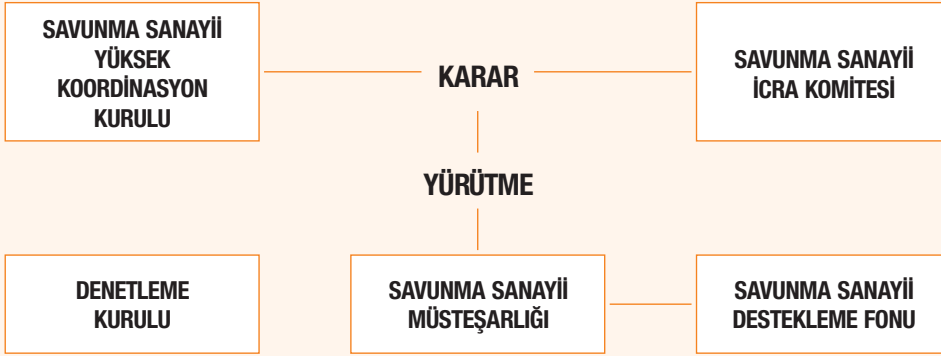 SAVUNMA SANAYİİ
YÜKSEK
KOORDİNASYON
KURULU
KARAR
SAVUNMA SANAYİİ
İCRA KOMİTESİ
YÜRÜTME
DENETLEME
KURULU
SAVUNMA SANAYİİ
MÜSTEŞARLIĞI
SAVUNMA SANAYİİ
DESTEKLEME FONU